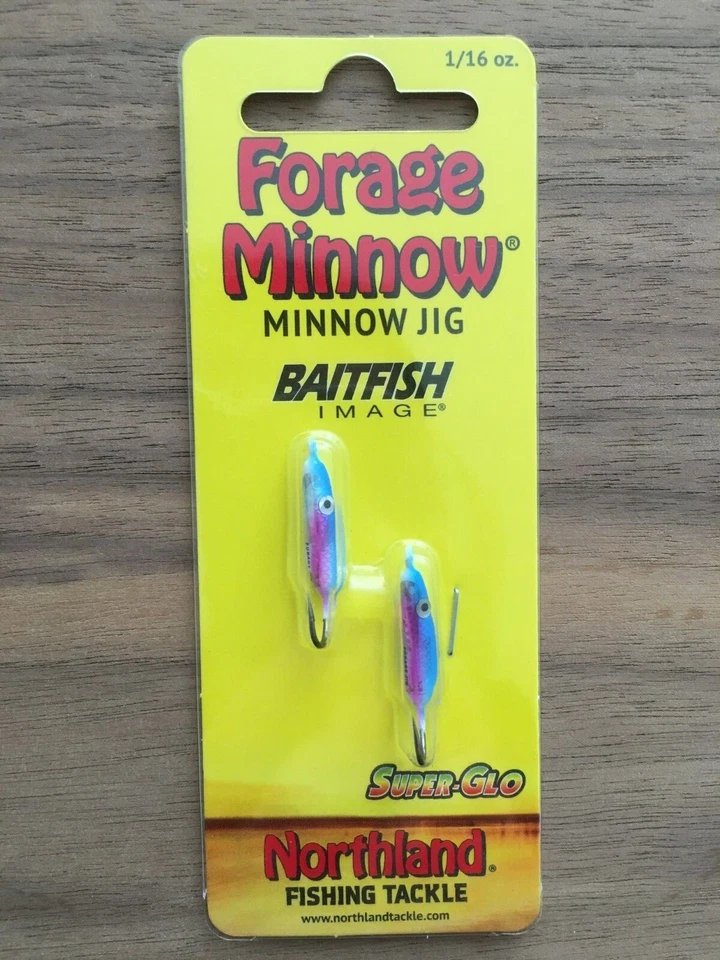 1/16 oz.
Forage
Minnow®
MINNOW JIG
BAITFISH
IMAGE®
SUPER-GLO
Northland®
FISHING TACKLE
www.northlandtackle.com